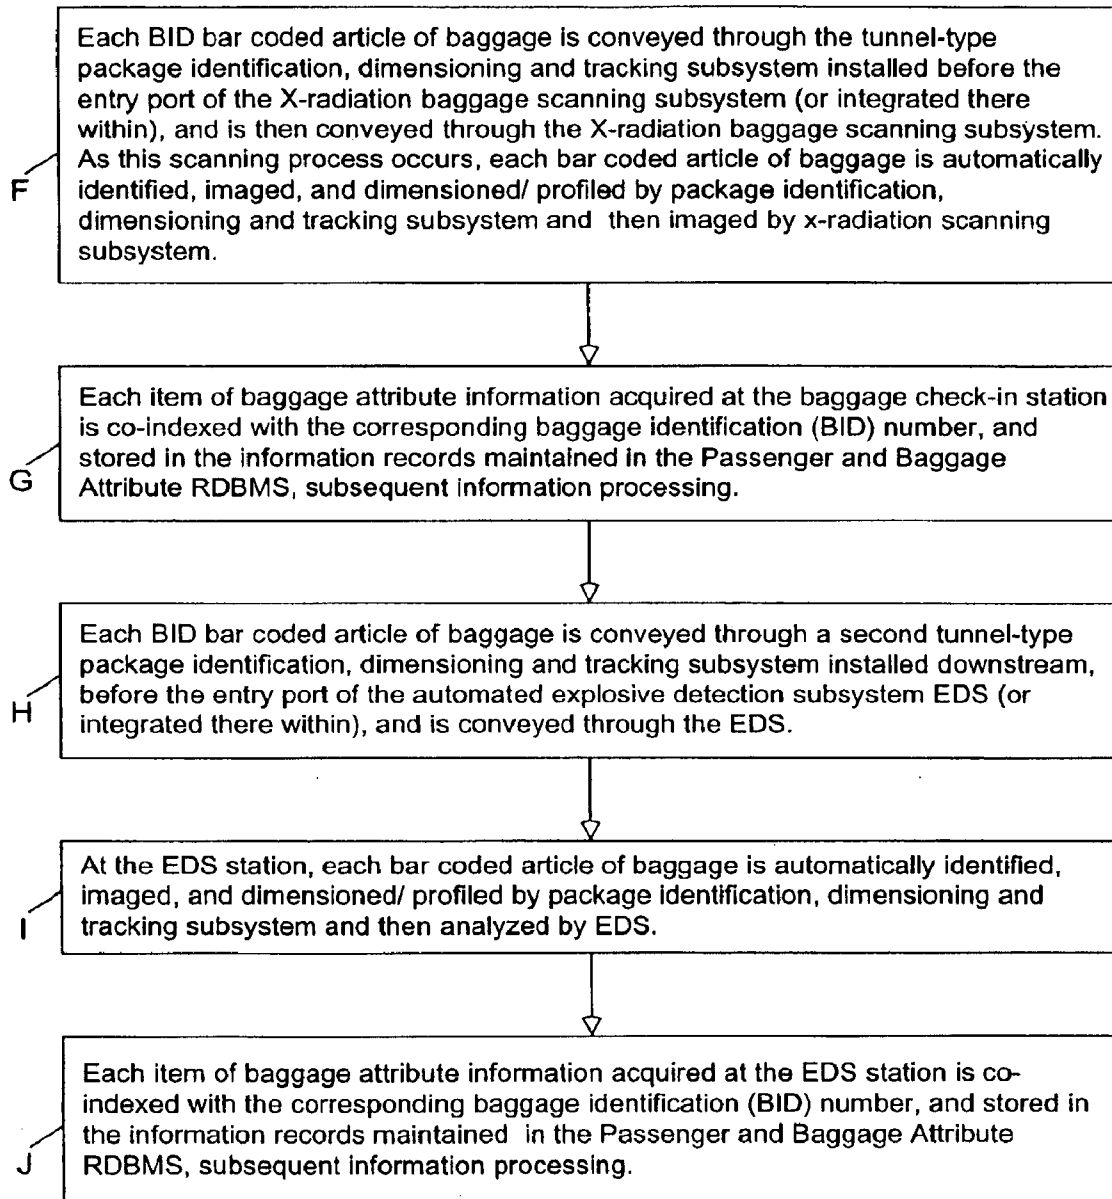 Each BID bar coded article of baggage is conveyed through the tunnel-type
package identification, dimensioning and tracking subsystem installed before the
entry port of the X-radiation baggage scanning subsystem (or integrated there
within), and is then conveyed through the X-radiation baggage scanning subsystem.
As this scanning process occurs, each bar coded article of baggage is automatically
identified, imaged, and dimensioned/ profiled by package identification,
dimensioning and tracking subsystem and then imaged by x-radiation scanning
subsystem.
F
Each item of baggage attribute information acquired at the baggage check-in station
is co-indexed with the corresponding baggage identification (BID) number, and
stored in the information records maintained in the Passenger and Baggage
Attribute RDBMS, subsequent information processing.
G
Each BID bar coded article of baggage is conveyed through a second tunnel-type
package identification, dimensioning and tracking subsystem installed downstream,
before the entry port of the automated explosive detection subsystem EDS (or
integrated there within), and is conveyed through the EDS.
H
At the EDS station, each bar coded article of baggage is automatically identified,
imaged, and dimensioned/ profiled by package identification, dimensioning and
tracking subsystem and then analyzed by EDS.
I
Each item of baggage attribute information acquired at the EDS station is co-
indexed with the corresponding baggage identification (BID) number, and stored in
the information records maintained in the Passenger and Baggage Attribute
RDBMS, subsequent information processing.
J